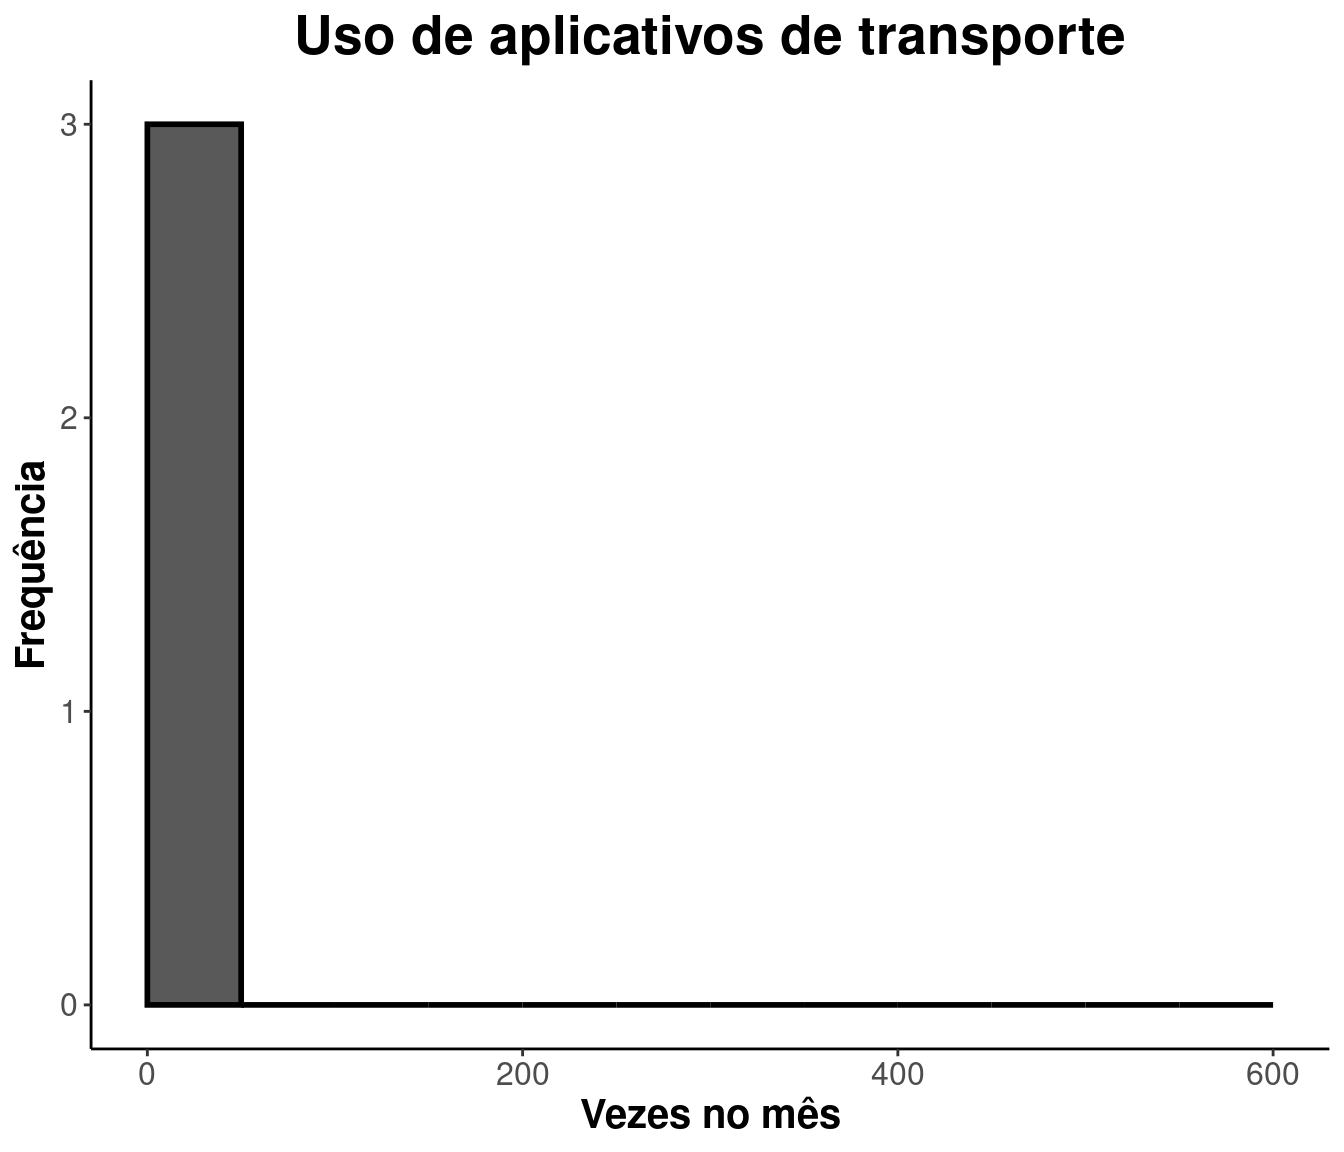 Uso de aplicativos de transporte
3
2
1
0
Frequência
0 200 400 600
Vezes no mês